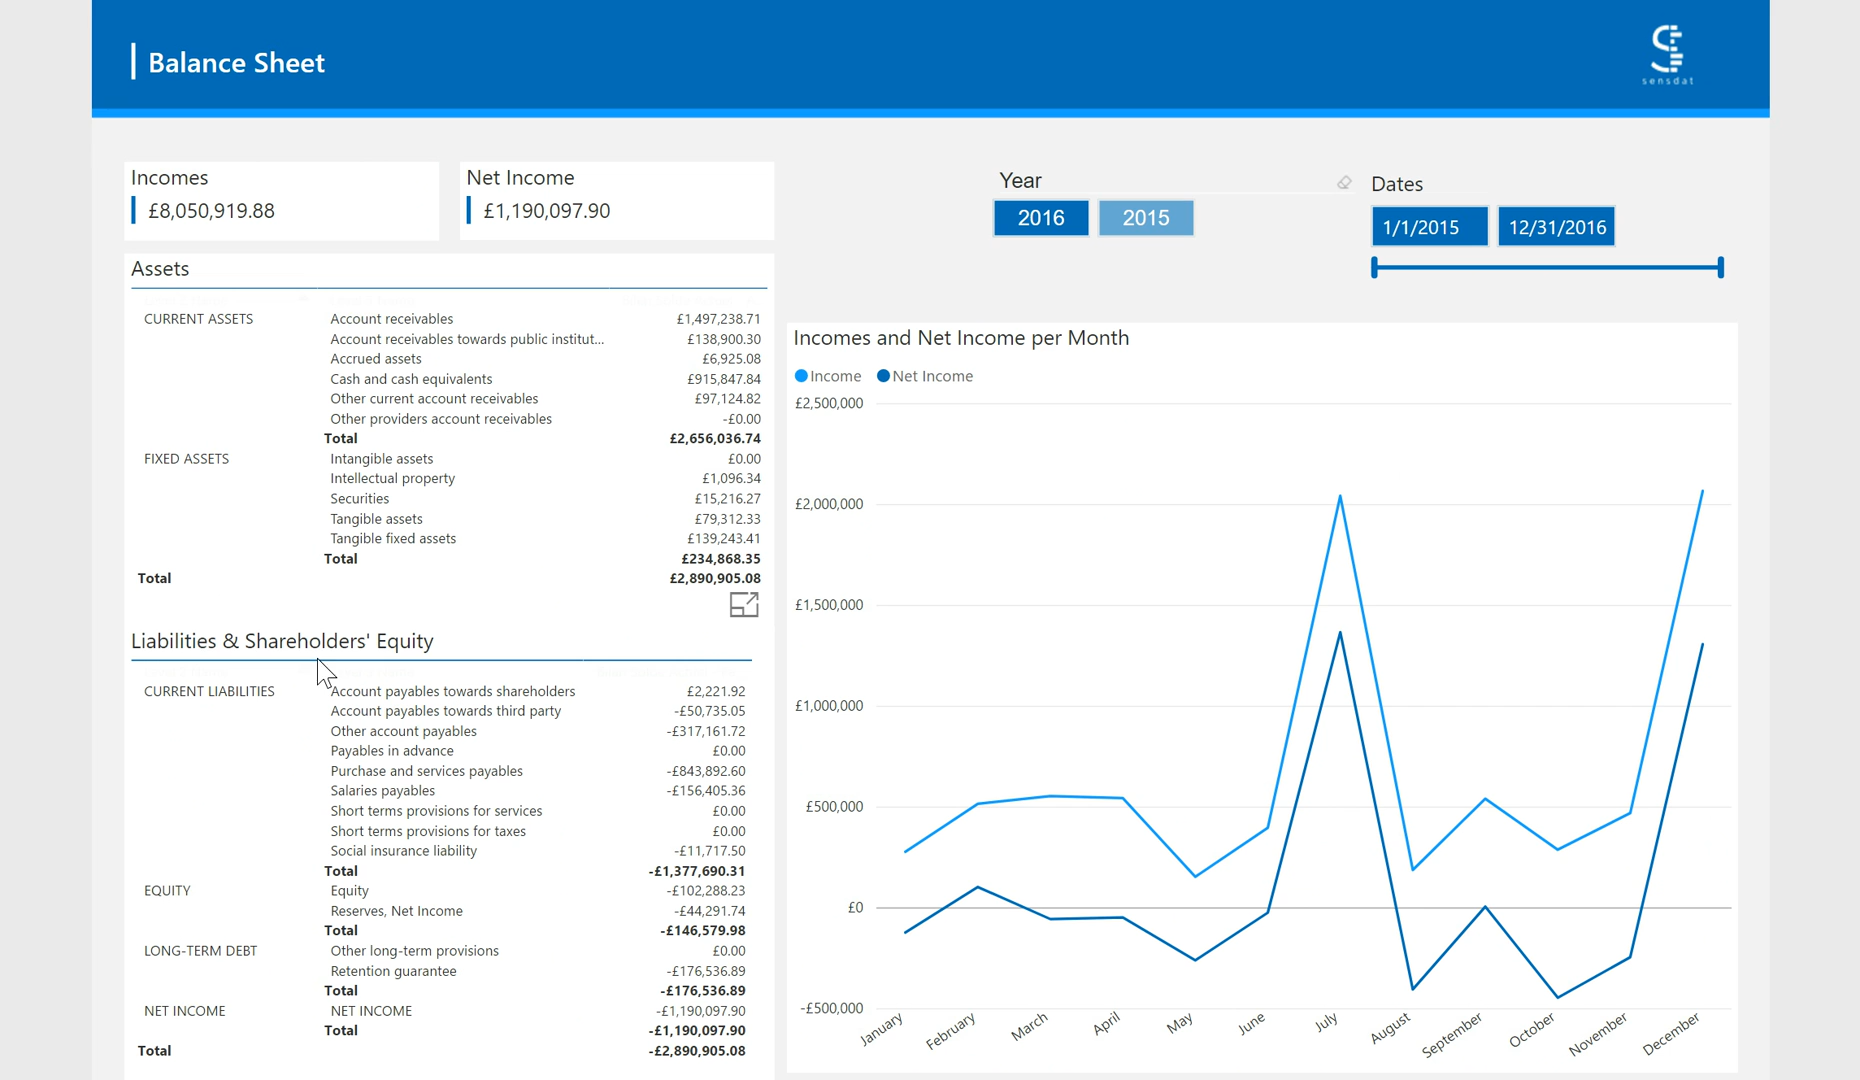 Balance Sheet
sensdat
Incomes
£8,050,919.88
Net Income
£1,190,097.90
Year
2016 2015
Dates
1/1/2015 12/31/2016
Assets
CURRENT ASSETS Account receivables £1,497,238.71
Account receivables towards public institut... £138,900.30
Accrued assets £6,925.08
Cash and cash equivalents £915,847.84
Other current account receivables £97,124.82
Other providers account receivables -£0.00
Total £2,656,036.74
FIXED ASSETS Intangible assets £0.00
Intellectual property £1,096.34
Securities £15,216.27
Tangible assets £79,312.33
Tangible fixed assets £139,243.41
Total £234,868.35
Total £2,890,905.08
Liabilities & Shareholders' Equity
CURRENT LIABILITIES Account payables towards shareholders £2,221.92
Account payables towards third party -£50,735.05
Other account payables -£317,161.72
Payables in advance £0.00
Purchase and services payables -£843,892.60
Salaries payables -£156,405.36
Short terms provisions for services £0.00
Short terms provisions for taxes £0.00
Social insurance liability -£11,717.50
Total -£1,377,690.31
EQUITY Equity -£102,288.23
Reserves, Net Income -£44,291.74
Total -£146,579.98
LONG-TERM DEBT Other long-term provisions £0.00
Retention guarantee -£176,536.89
Total -£176,536.89
NET INCOME NET INCOME -£1,190,097.90
Total -£1,190,097.90
Total -£2,890,905.08
Incomes and Net Income per Month
Income Net Income
£2,500,000
£2,000,000
£1,500,000
£1,000,000
£500,000
£0
-£500,000
January February March April May June July August September October November December